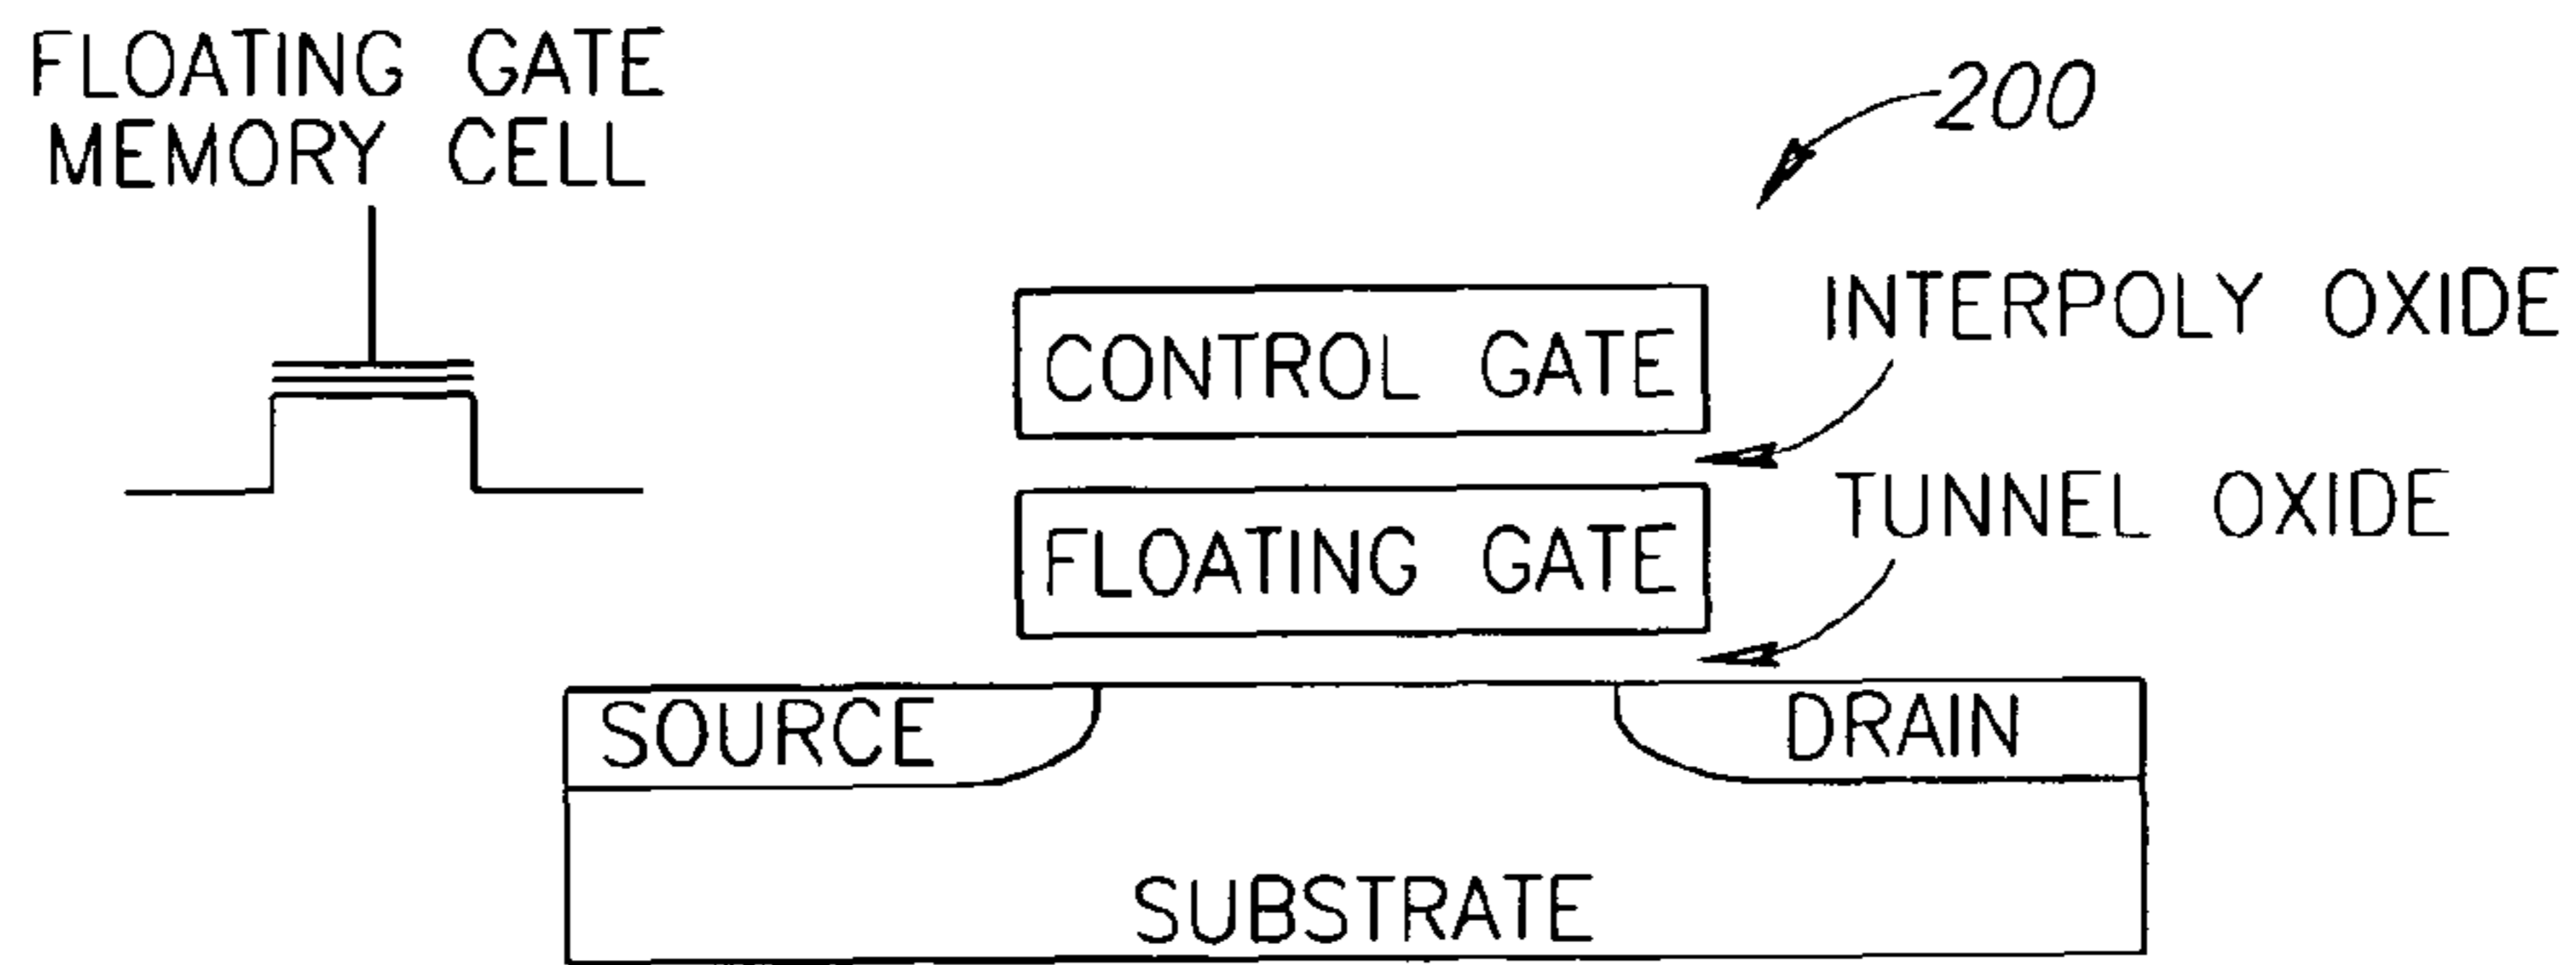 FLOATING GATE
MEMORY CELL
200
INTERPOLY OXIDE
CONTROL GATE
TUNNEL OXIDE
FLOATING GATE
SOURCE
DRAIN
SUBSTRATE